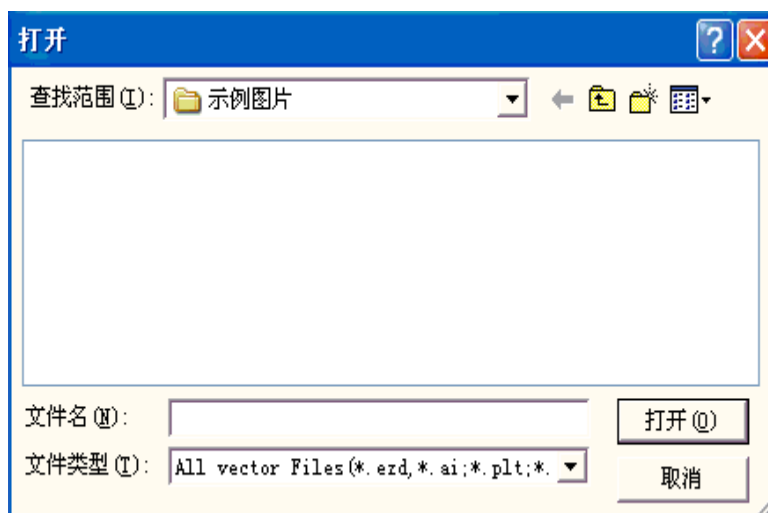 打开
查找范围(I): 示例图片
文件名(N):
打开(O)
文件类型(T): All vector Files(*.ezd,*.ai;*.plt;*.
取消